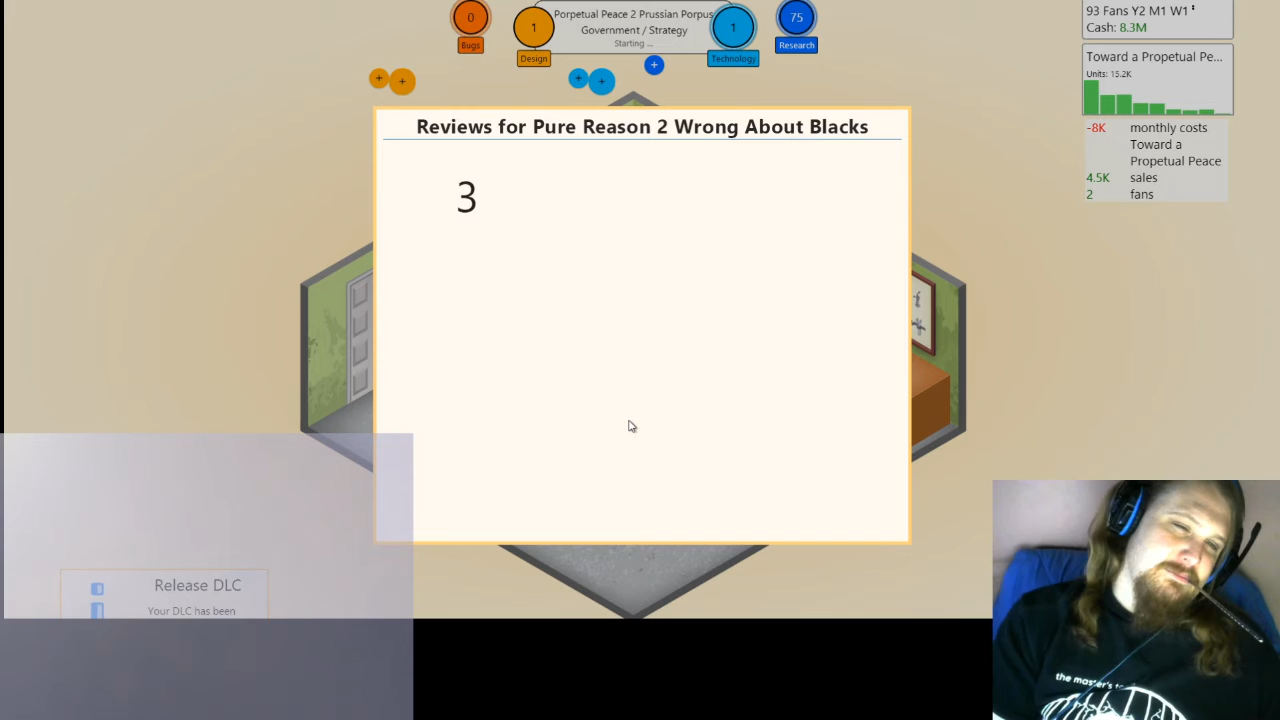 0
Bugs
1
Design
Porpetual Peace 2 Prussian Porpus
Government / Strategy
Starting ...
1
Technology
75
Research
93 Fans Y2 M1 W1
Cash: 8.3M
Toward a Propetual Pe...
Units: 15.2K
-8K monthly costs
Toward a
Propetual Peace
4.5K sales
2 fans
+ +
+ +
+
Reviews for Pure Reason 2 Wrong About Blacks
3
Release DLC
Your DLC has been
the master's